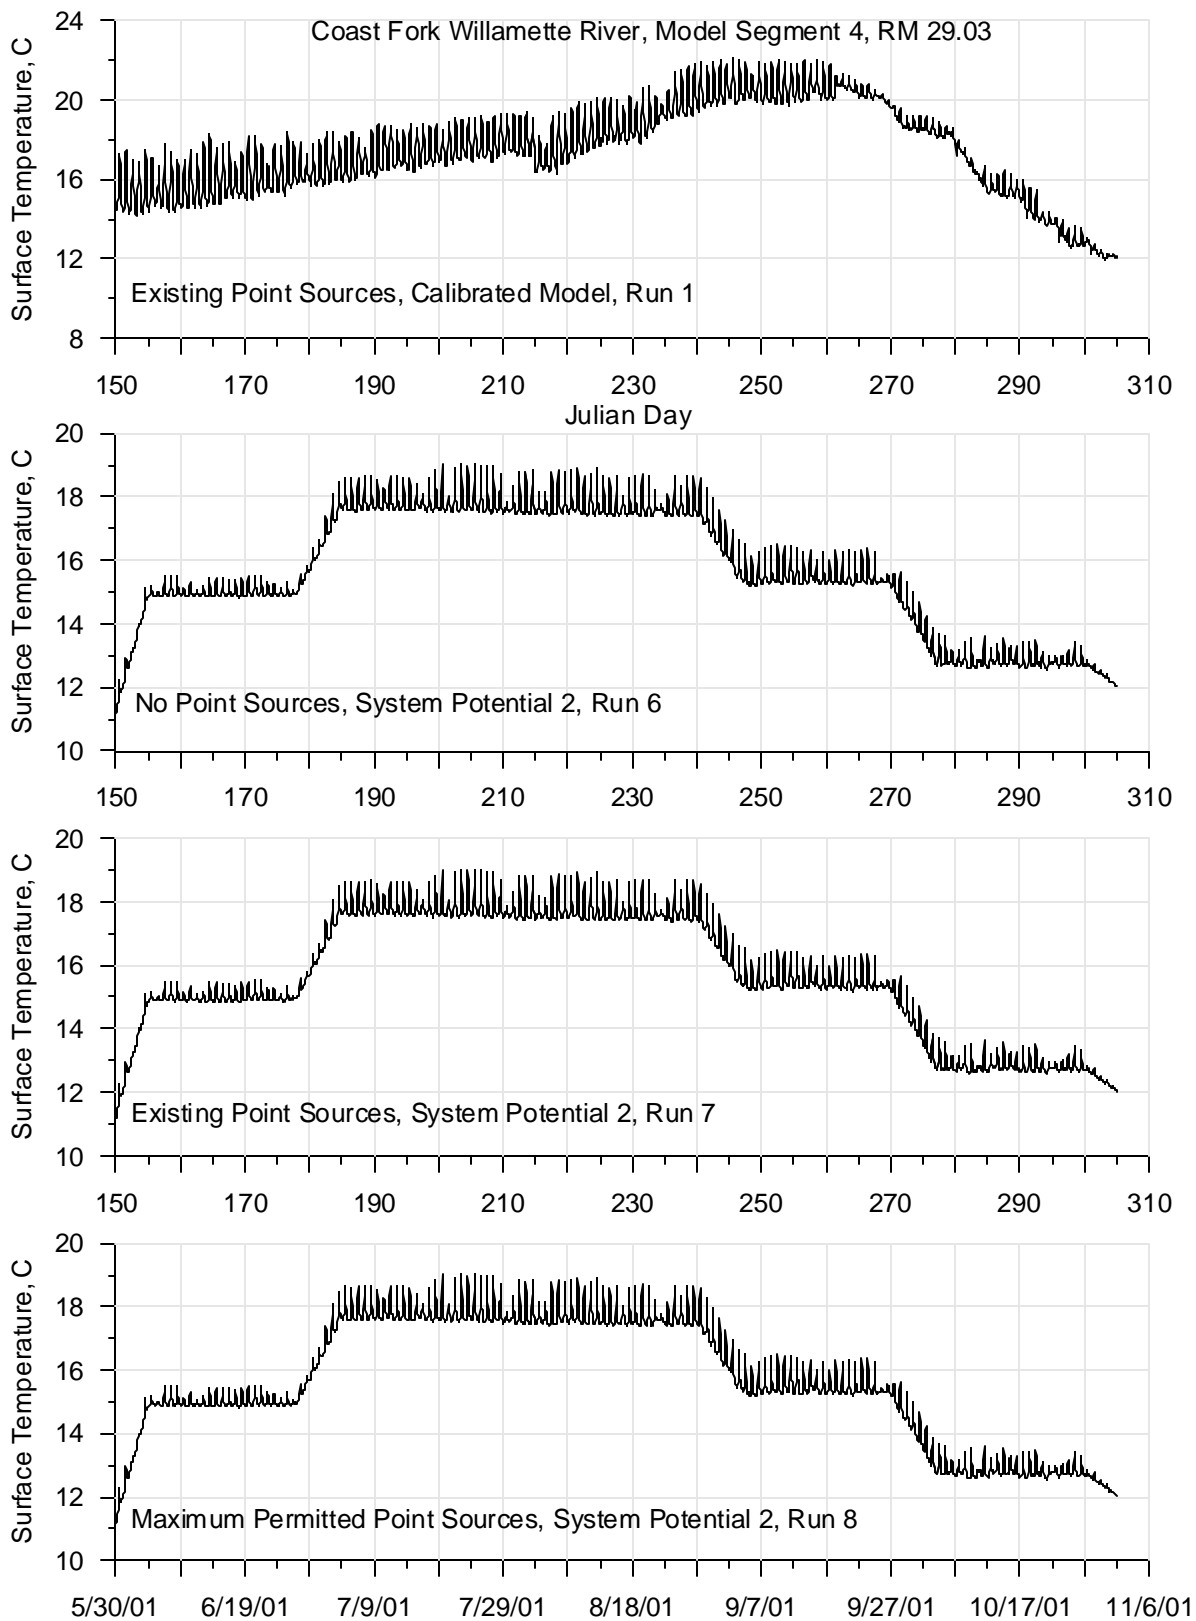 Coast Fork Willamette River, Model Segment 4, RM 29.03
Surface Temperature, C
24
20
16
12
8
Existing Point Sources, Calibrated Model, Run 1
150 170 190 210 230 250 270 290 310
Julian Day
Surface Temperature, C
20
18
16
14
12
10
No Point Sources, System Potential 2, Run 6
150 170 190 210 230 250 270 290 310
Surface Temperature, C
20
18
16
14
12
10
Existing Point Sources, System Potential 2, Run 7
150 170 190 210 230 250 270 290 310
Surface Temperature, C
20
18
16
14
12
10
Maximum Permitted Point Sources, System Potential 2, Run 8
5/30/01 6/19/01 7/9/01 7/29/01 8/18/01 9/7/01 9/27/01 10/17/01 11/6/01